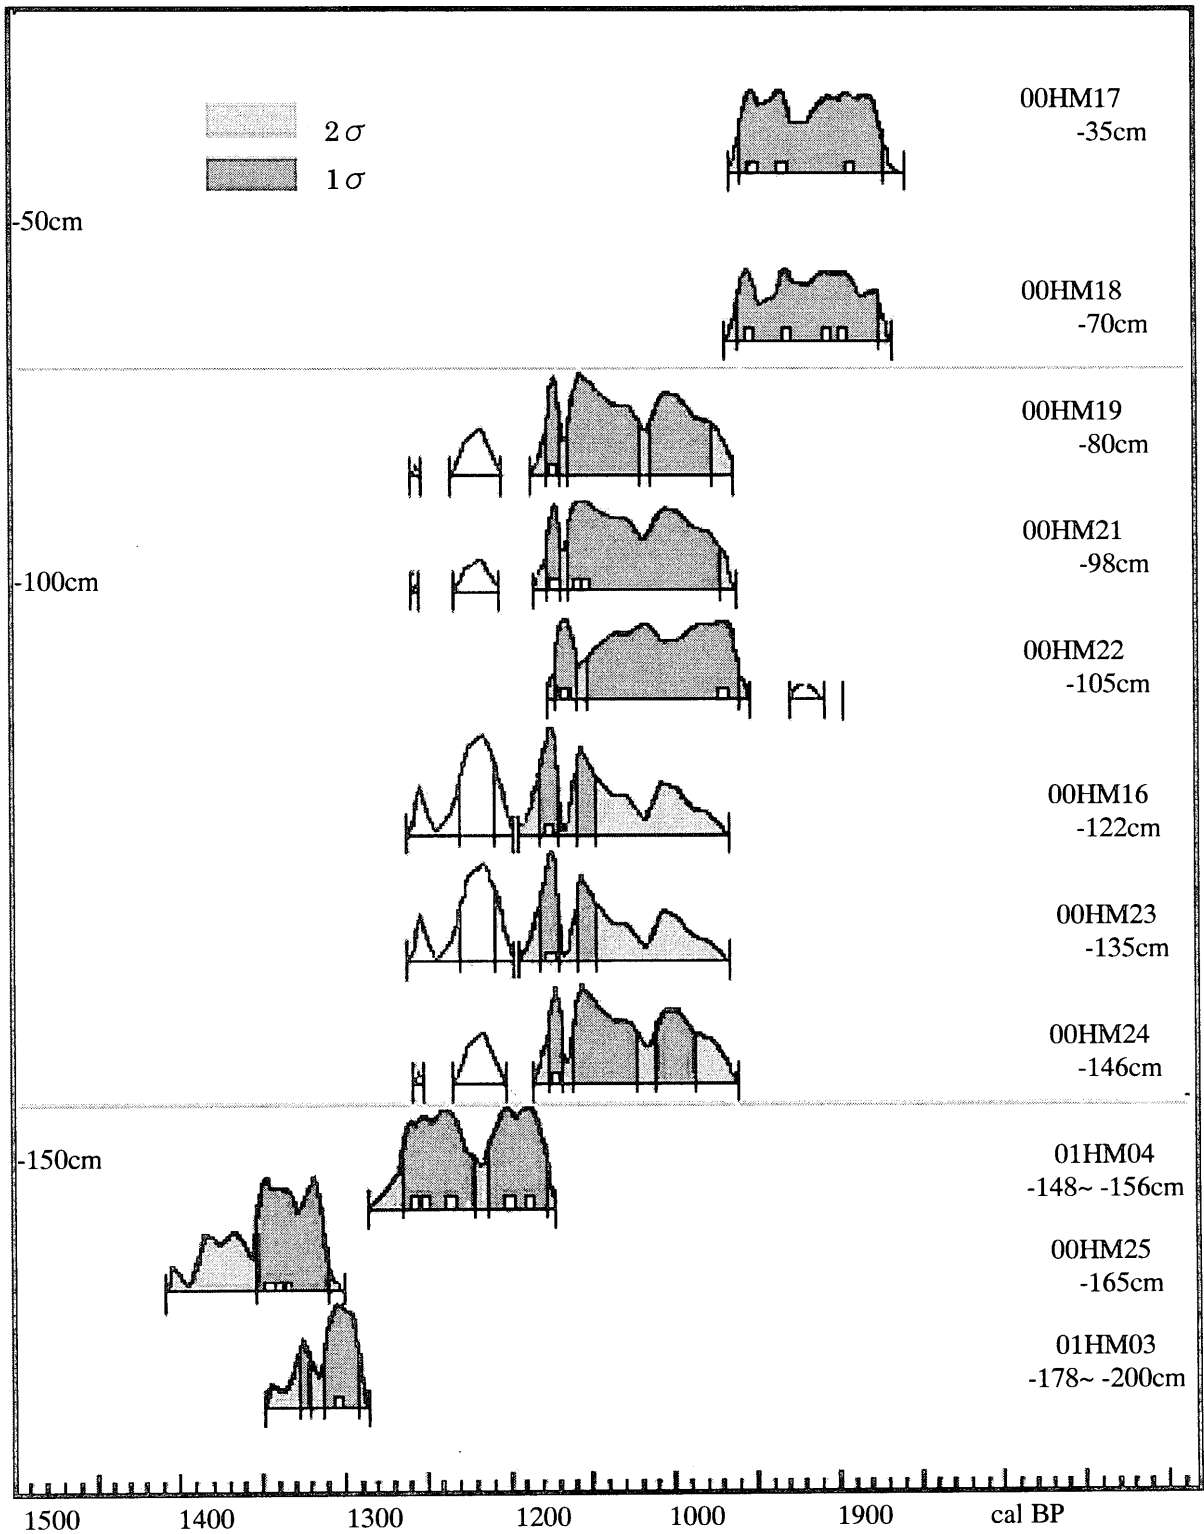 00HM17
-35cm
2σ
1σ
-50cm
00HM18
-70cm
00HM19
-80cm
00HM21
-98cm
-100cm
00HM22
-105cm
00HM16
-122cm
00HM23
-135cm
00HM24
-146cm
01HM04
-150cm
-148~ -156cm
00HM25
-165cm
01HM03
-178~ -200cm
1500 1400 1300 1200 1000 1900 cal BP